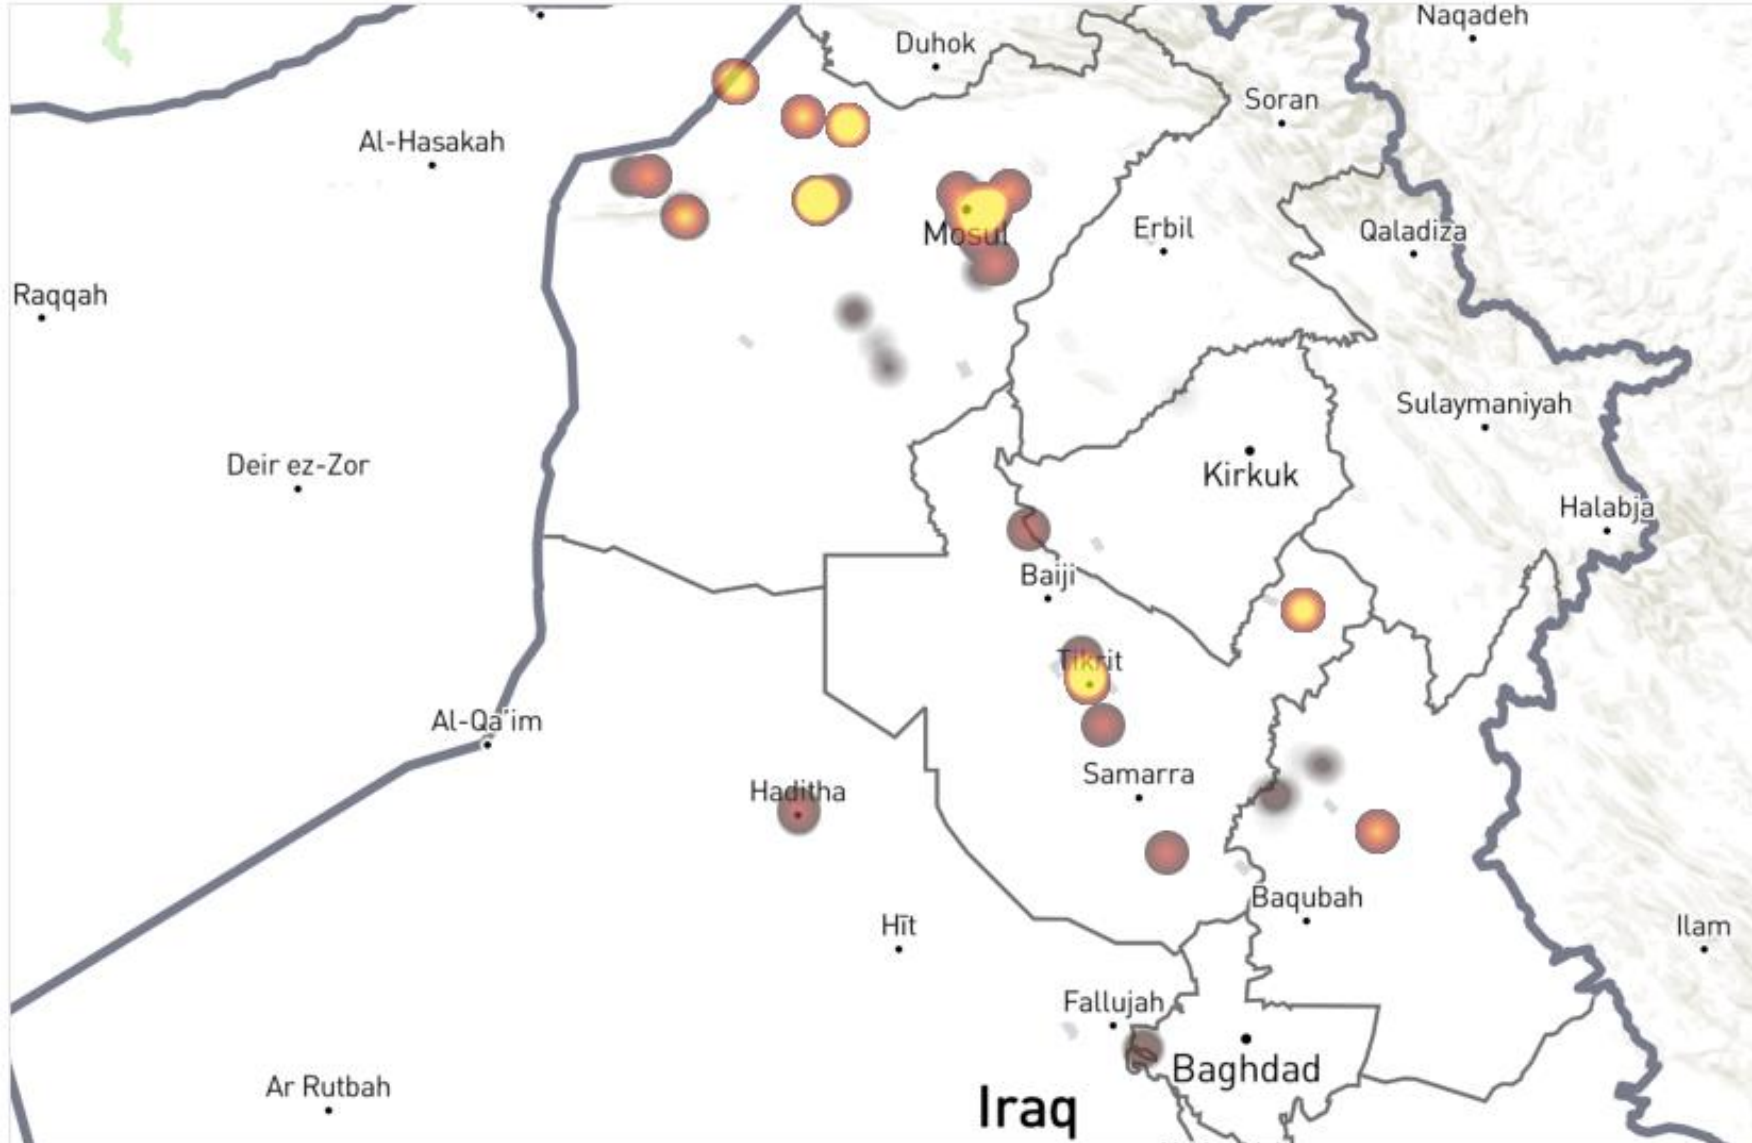 Naqadeh
Duhok
Soran
Al-Hasakah
Mosul
Erbil
Qaladiza
Raqqah
Sulaymaniyah
Deir ez-Zor
Kirkuk
Halabja
Baiji
Tikrit
Al-Qa'im
Samarra
Haditha
Baqubah
Hīt
Ilam
Fallujah
Baghdad
Ar Rutbah
Iraq